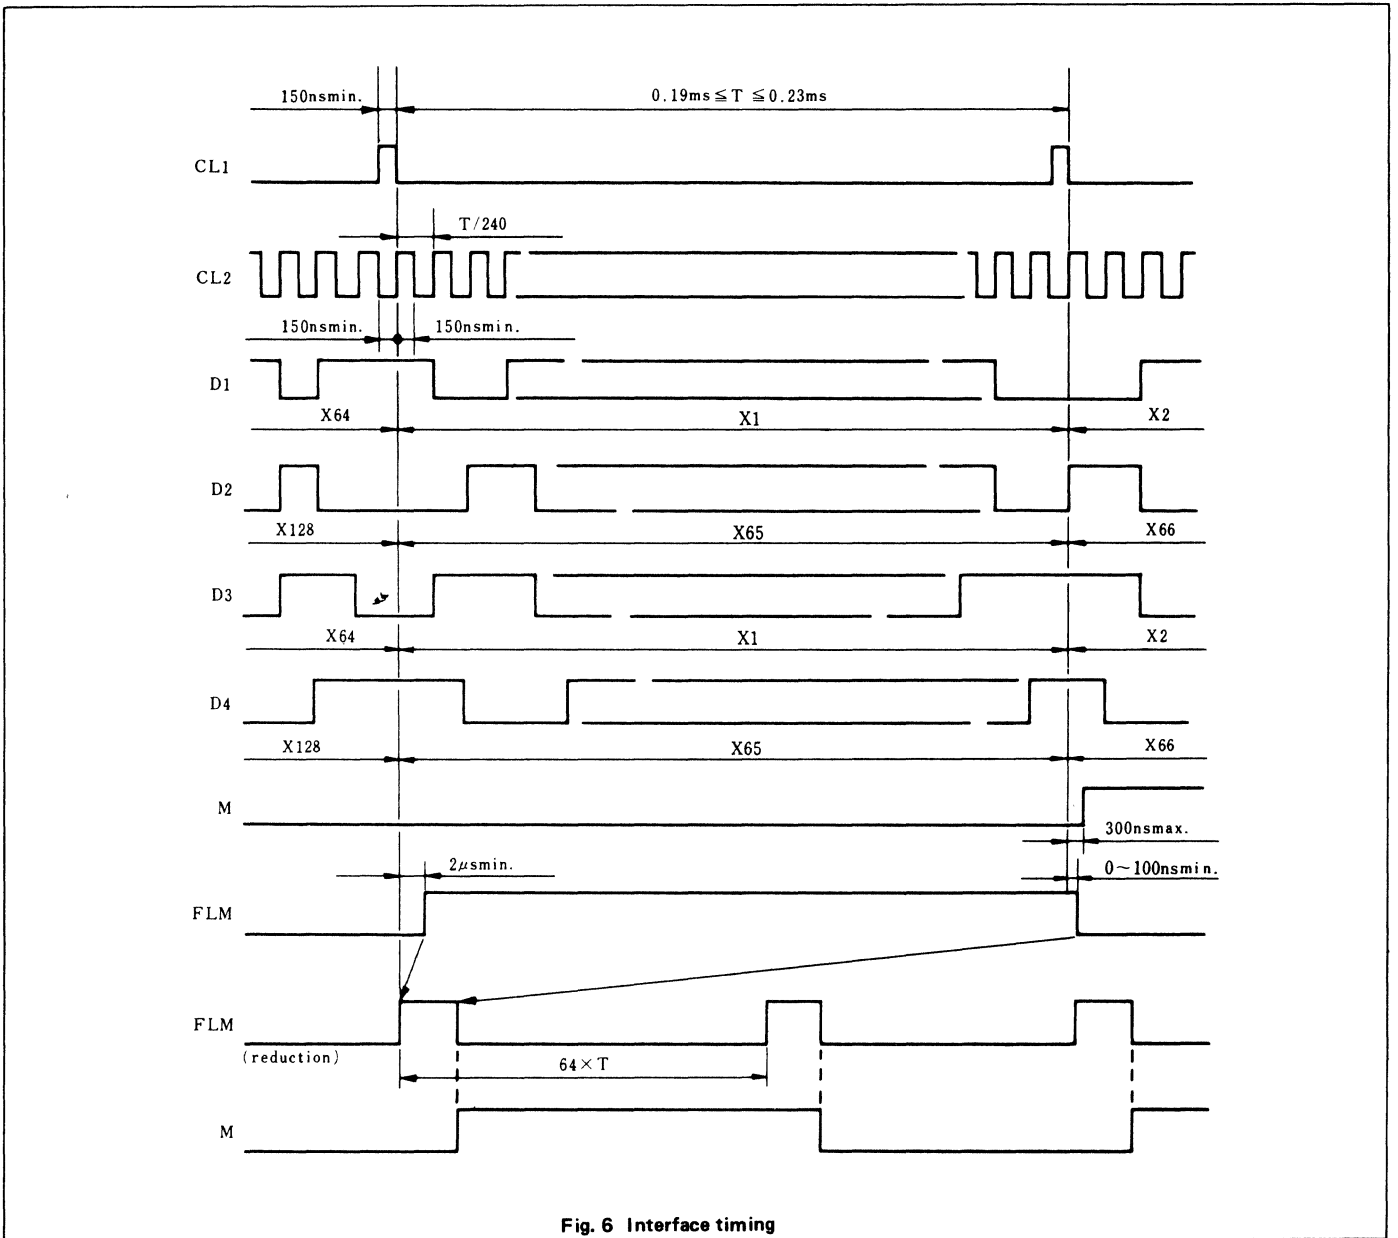 150nsmin. 0.19ms≦T ≦0.23ms
CL1
T/240
CL2
150nsmin. 150nsmin.
D1
X64 X1 X2
D2
X128 X65 X66
D3
X64 X1 X2
D4
X128 X65 X66
M
300nsmax.
2μsmin. 0~100nsmin.
FLM
FLM
(reduction)
64×T
M
Fig. 6 Interface timing